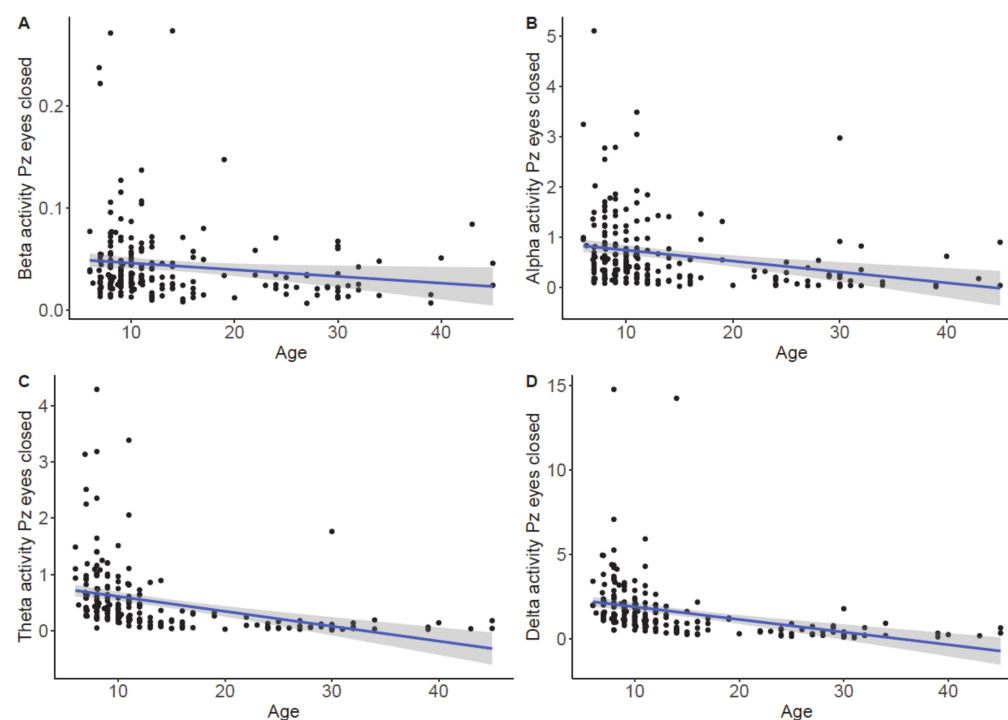 A
Beta activity Pz eyes closed
0.2
0.1
0.0
10 20 30 40
Age
B
Alpha activity Pz eyes closed
5
4
3
2
1
0
10 20 30 40
Age
C
Theta activity Pz eyes closed
4
3
2
1
0
10 20 30 40
Age
D
Delta activity Pz eyes closed
15
10
5
0
10 20 30 40
Age